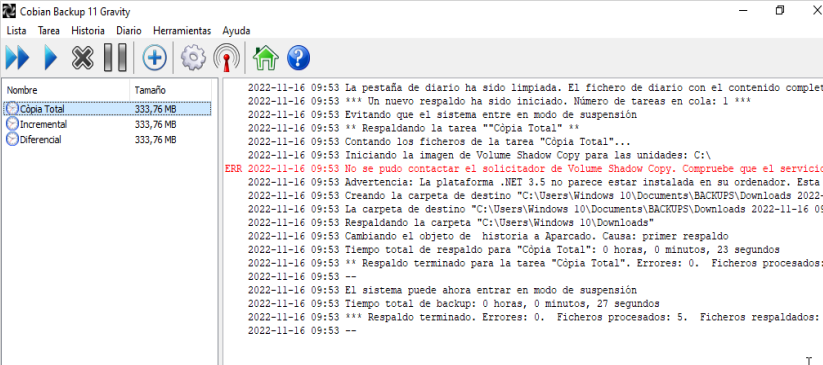 Cobian Backup 11 Gravity
Lista Tarea Historia Diario Herramientas Ayuda
Nombre Tamaño
Còpia Total 333,76 MB
Incremental 333,76 MB
Diferencial 333,76 MB
2022-11-16 09:53 La pestaña de diario ha sido limpiada. El fichero de diario con el contenido complet
2022-11-16 09:53 *** Un nuevo respaldo ha sido iniciado. Número de tareas en cola: 1 ***
2022-11-16 09:53 Evitando que el sistema entre en modo de suspensión
2022-11-16 09:53 ** Respaldando la tarea ""Còpia Total" **
2022-11-16 09:53 Contando los ficheros de la tarea "Còpia Total"...
2022-11-16 09:53 Iniciando la imagen de Volume Shadow Copy para las unidades: C:\
ERR 2022-11-16 09:53 No se pudo contactar el solicitador de Volume Shadow Copy. Compruebe que el servicio
2022-11-16 09:53 Advertencia: La plataforma .NET 3.5 no parece estar instalada en su ordenador. Esta
2022-11-16 09:53 Creando la carpeta de destino "C:\Users\Windows 10\Documents\BACKUPS\Downloads 2022-
2022-11-16 09:53 La carpeta de destino "C:\Users\Windows 10\Documents\BACKUPS\Downloads 2022-11-16 09
2022-11-16 09:53 Respaldando la carpeta "C:\Users\Windows 10\Downloads"
2022-11-16 09:53 Cambiando el objeto de historia a Aparcado. Causa: primer respaldo
2022-11-16 09:53 Tiempo total de respaldo para "Còpia Total": 0 horas, 0 minutos, 23 segundos
2022-11-16 09:53 ** Respaldo terminado para la tarea "Còpia Total". Errores: 0. Ficheros procesados:
2022-11-16 09:53 --
2022-11-16 09:53 El sistema puede ahora entrar en modo de suspensión
2022-11-16 09:53 Tiempo total de backup: 0 horas, 0 minutos, 27 segundos
2022-11-16 09:53 *** Respaldo terminado. Errores: 0. Ficheros procesados: 5. Ficheros respaldados:
2022-11-16 09:53 --